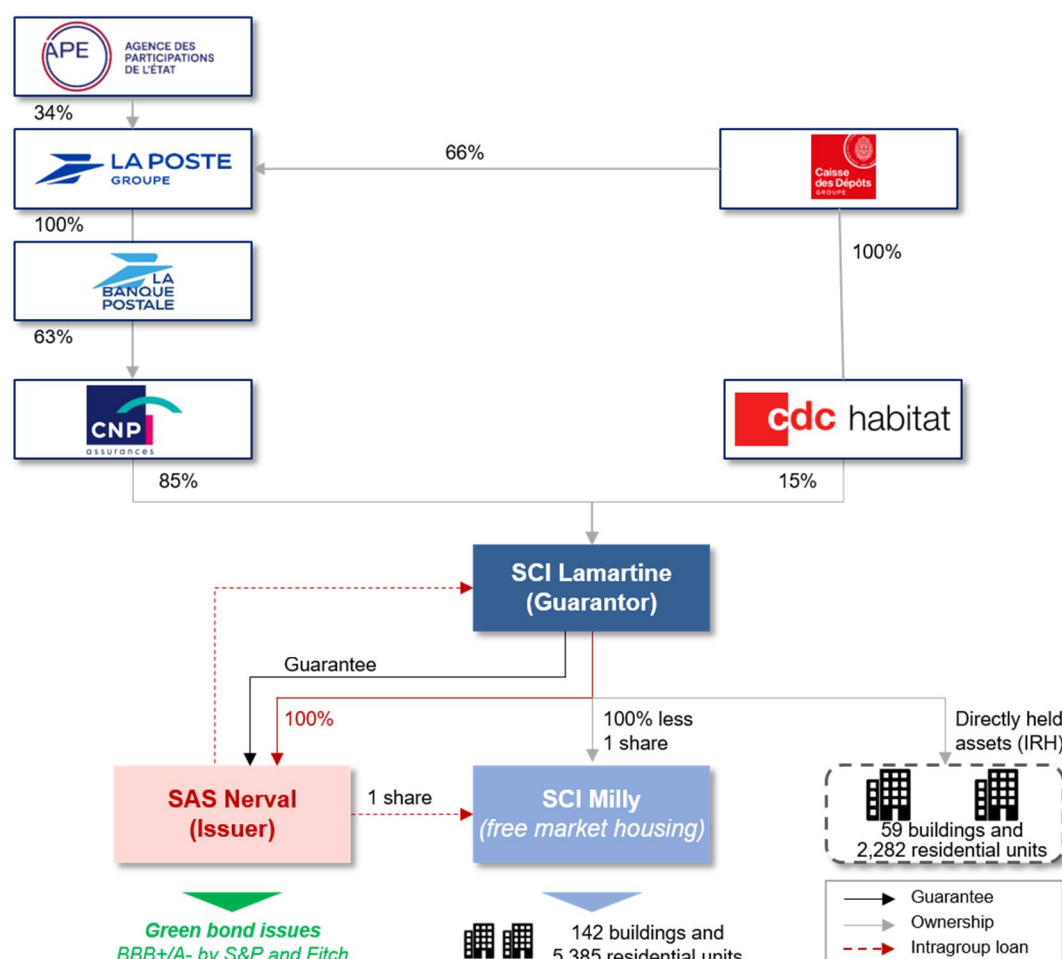 APE
AGENCE DES
PARTICIPATIONS
DE L'ÉTAT
34%
LA POSTE
GROUPE
66%
Caisse
des Dépôts
GROUPE
100%
100%
LA
BANQUE
POSTALE
63%
CNP
assurances
cdc habitat
85%
15%
SCI Lamartine
(Guarantor)
Guarantee
100%
100% less
1 share
Directly held
assets (IRH)
SAS Nerval
(Issuer)
1 share
SCI Milly
(free market housing)
59 buildings and
2,282 residential units
Green bond issues
BBB+/A- by S&P and Fitch
142 buildings and
5,385 residential units
Guarantee
Ownership
Intragroup loan